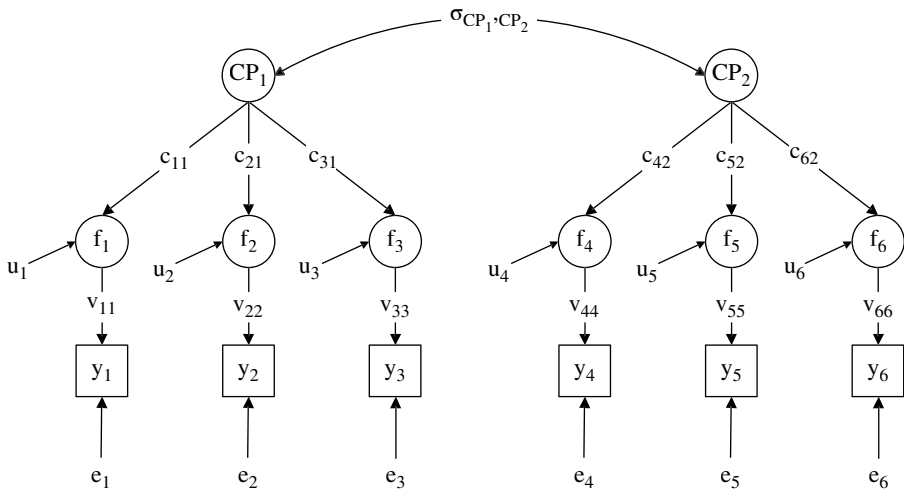 σCP₁,CP₂
CP₁ CP₂
c₁₁ c₂₁ c₃₁ c₄₂ c₅₂ c₆₂
f₁ f₂ f₃ f₄ f₅ f₆
u₁ u₂ u₃ u₄ u₅ u₆
v₁₁ v₂₂ v₃₃ v₄₄ v₅₅ v₆₆
y₁ y₂ y₃ y₄ y₅ y₆
e₁ e₂ e₃ e₄ e₅ e₆